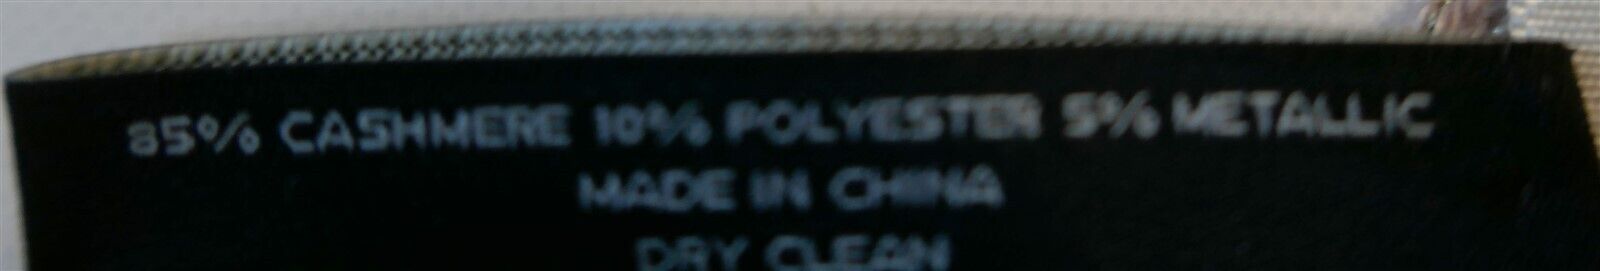 85% CASHMERE 10% POLYESTER 5% METALLIC
MADE IN CHINA
DRY CLEAN